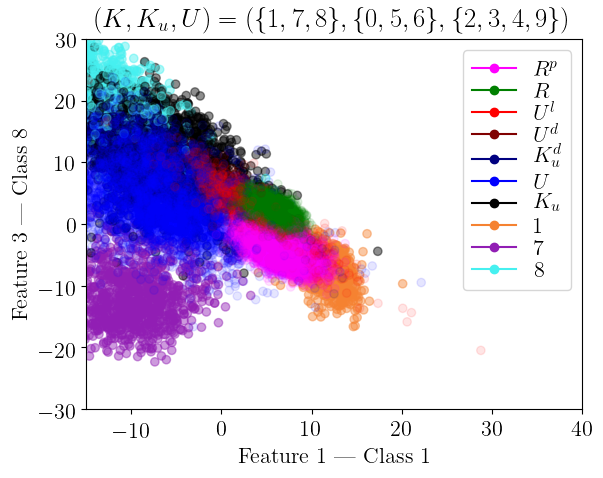 (K, K_u, U) = ({1, 7, 8}, {0, 5, 6}, {2, 3, 4, 9})
30
20
10
0
−10
−20
−30
Feature 3 — Class 8
R^p
R
U^l
U^d
K_u^d
U
K_u
1
7
8
−10
0
10
20
30
40
Feature 1 — Class 1